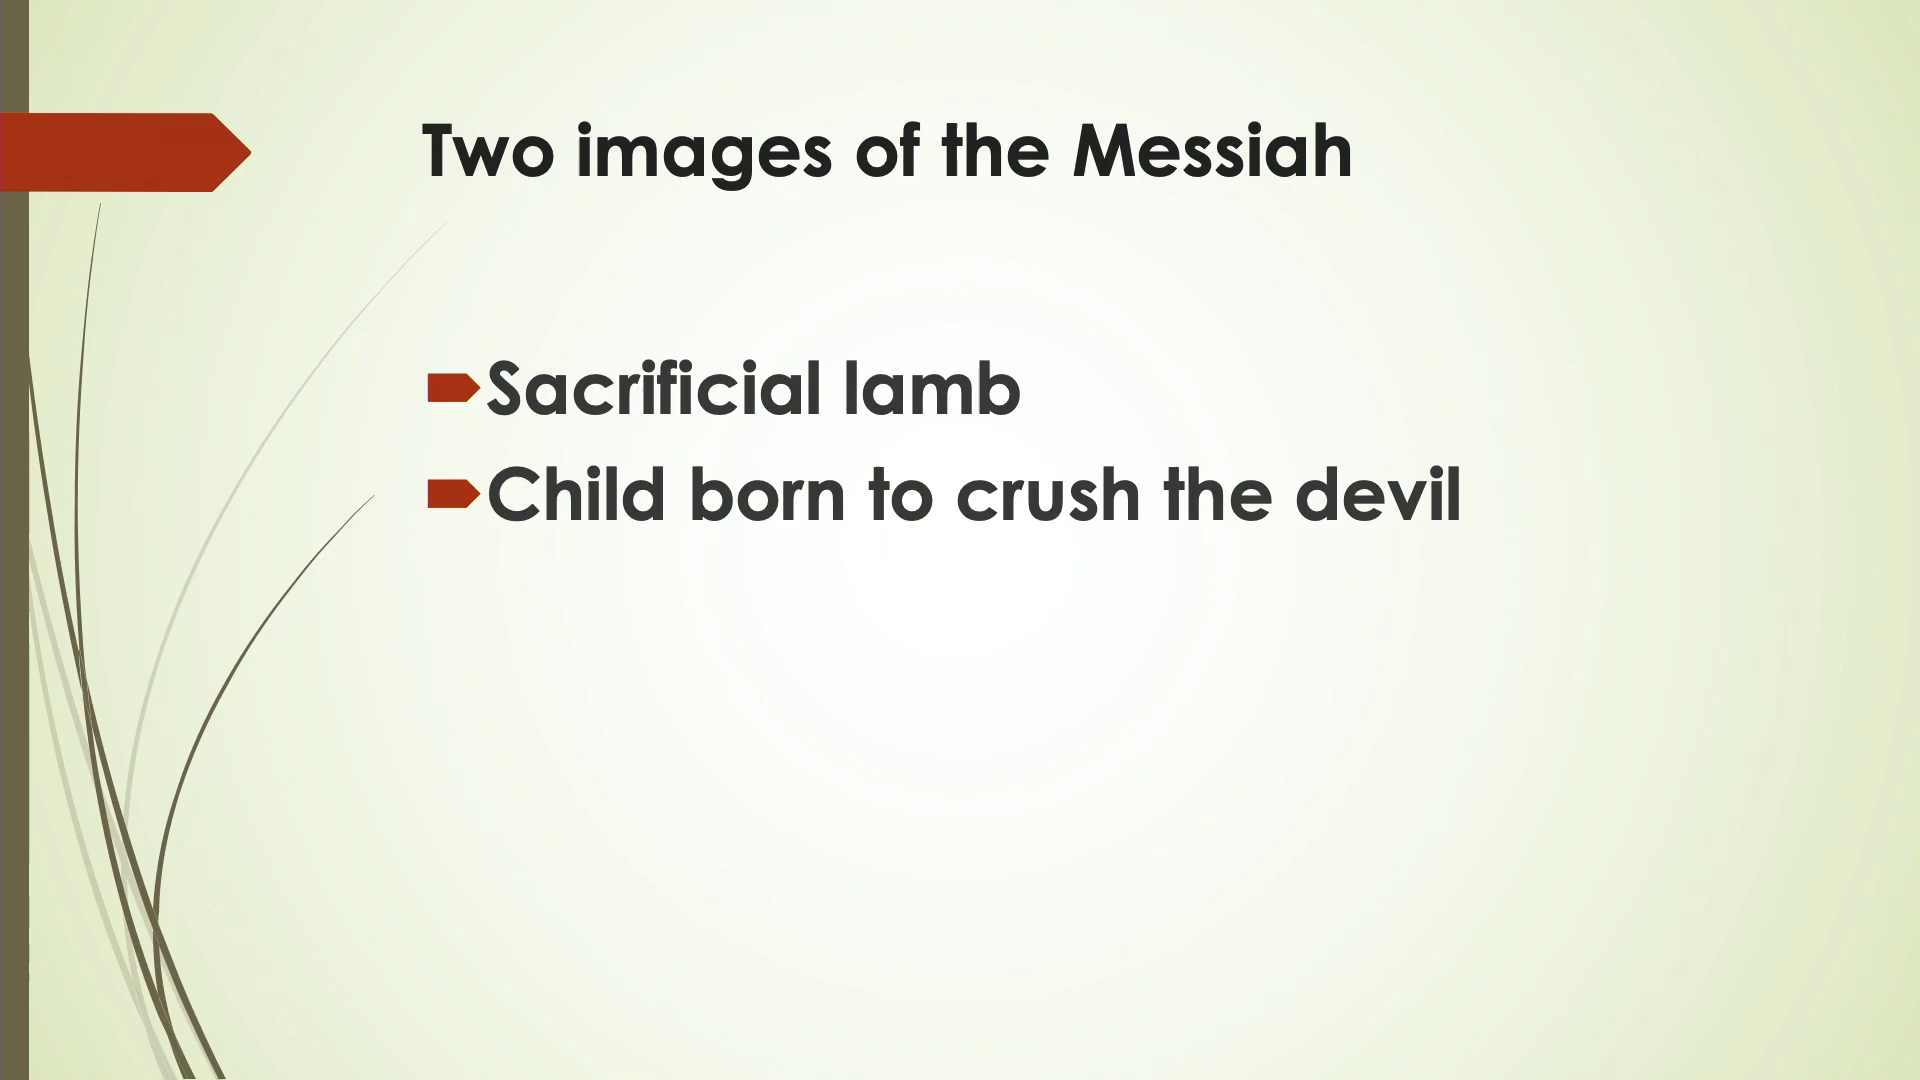 Two images of the Messiah
Sacrificial lamb
Child born to crush the devil